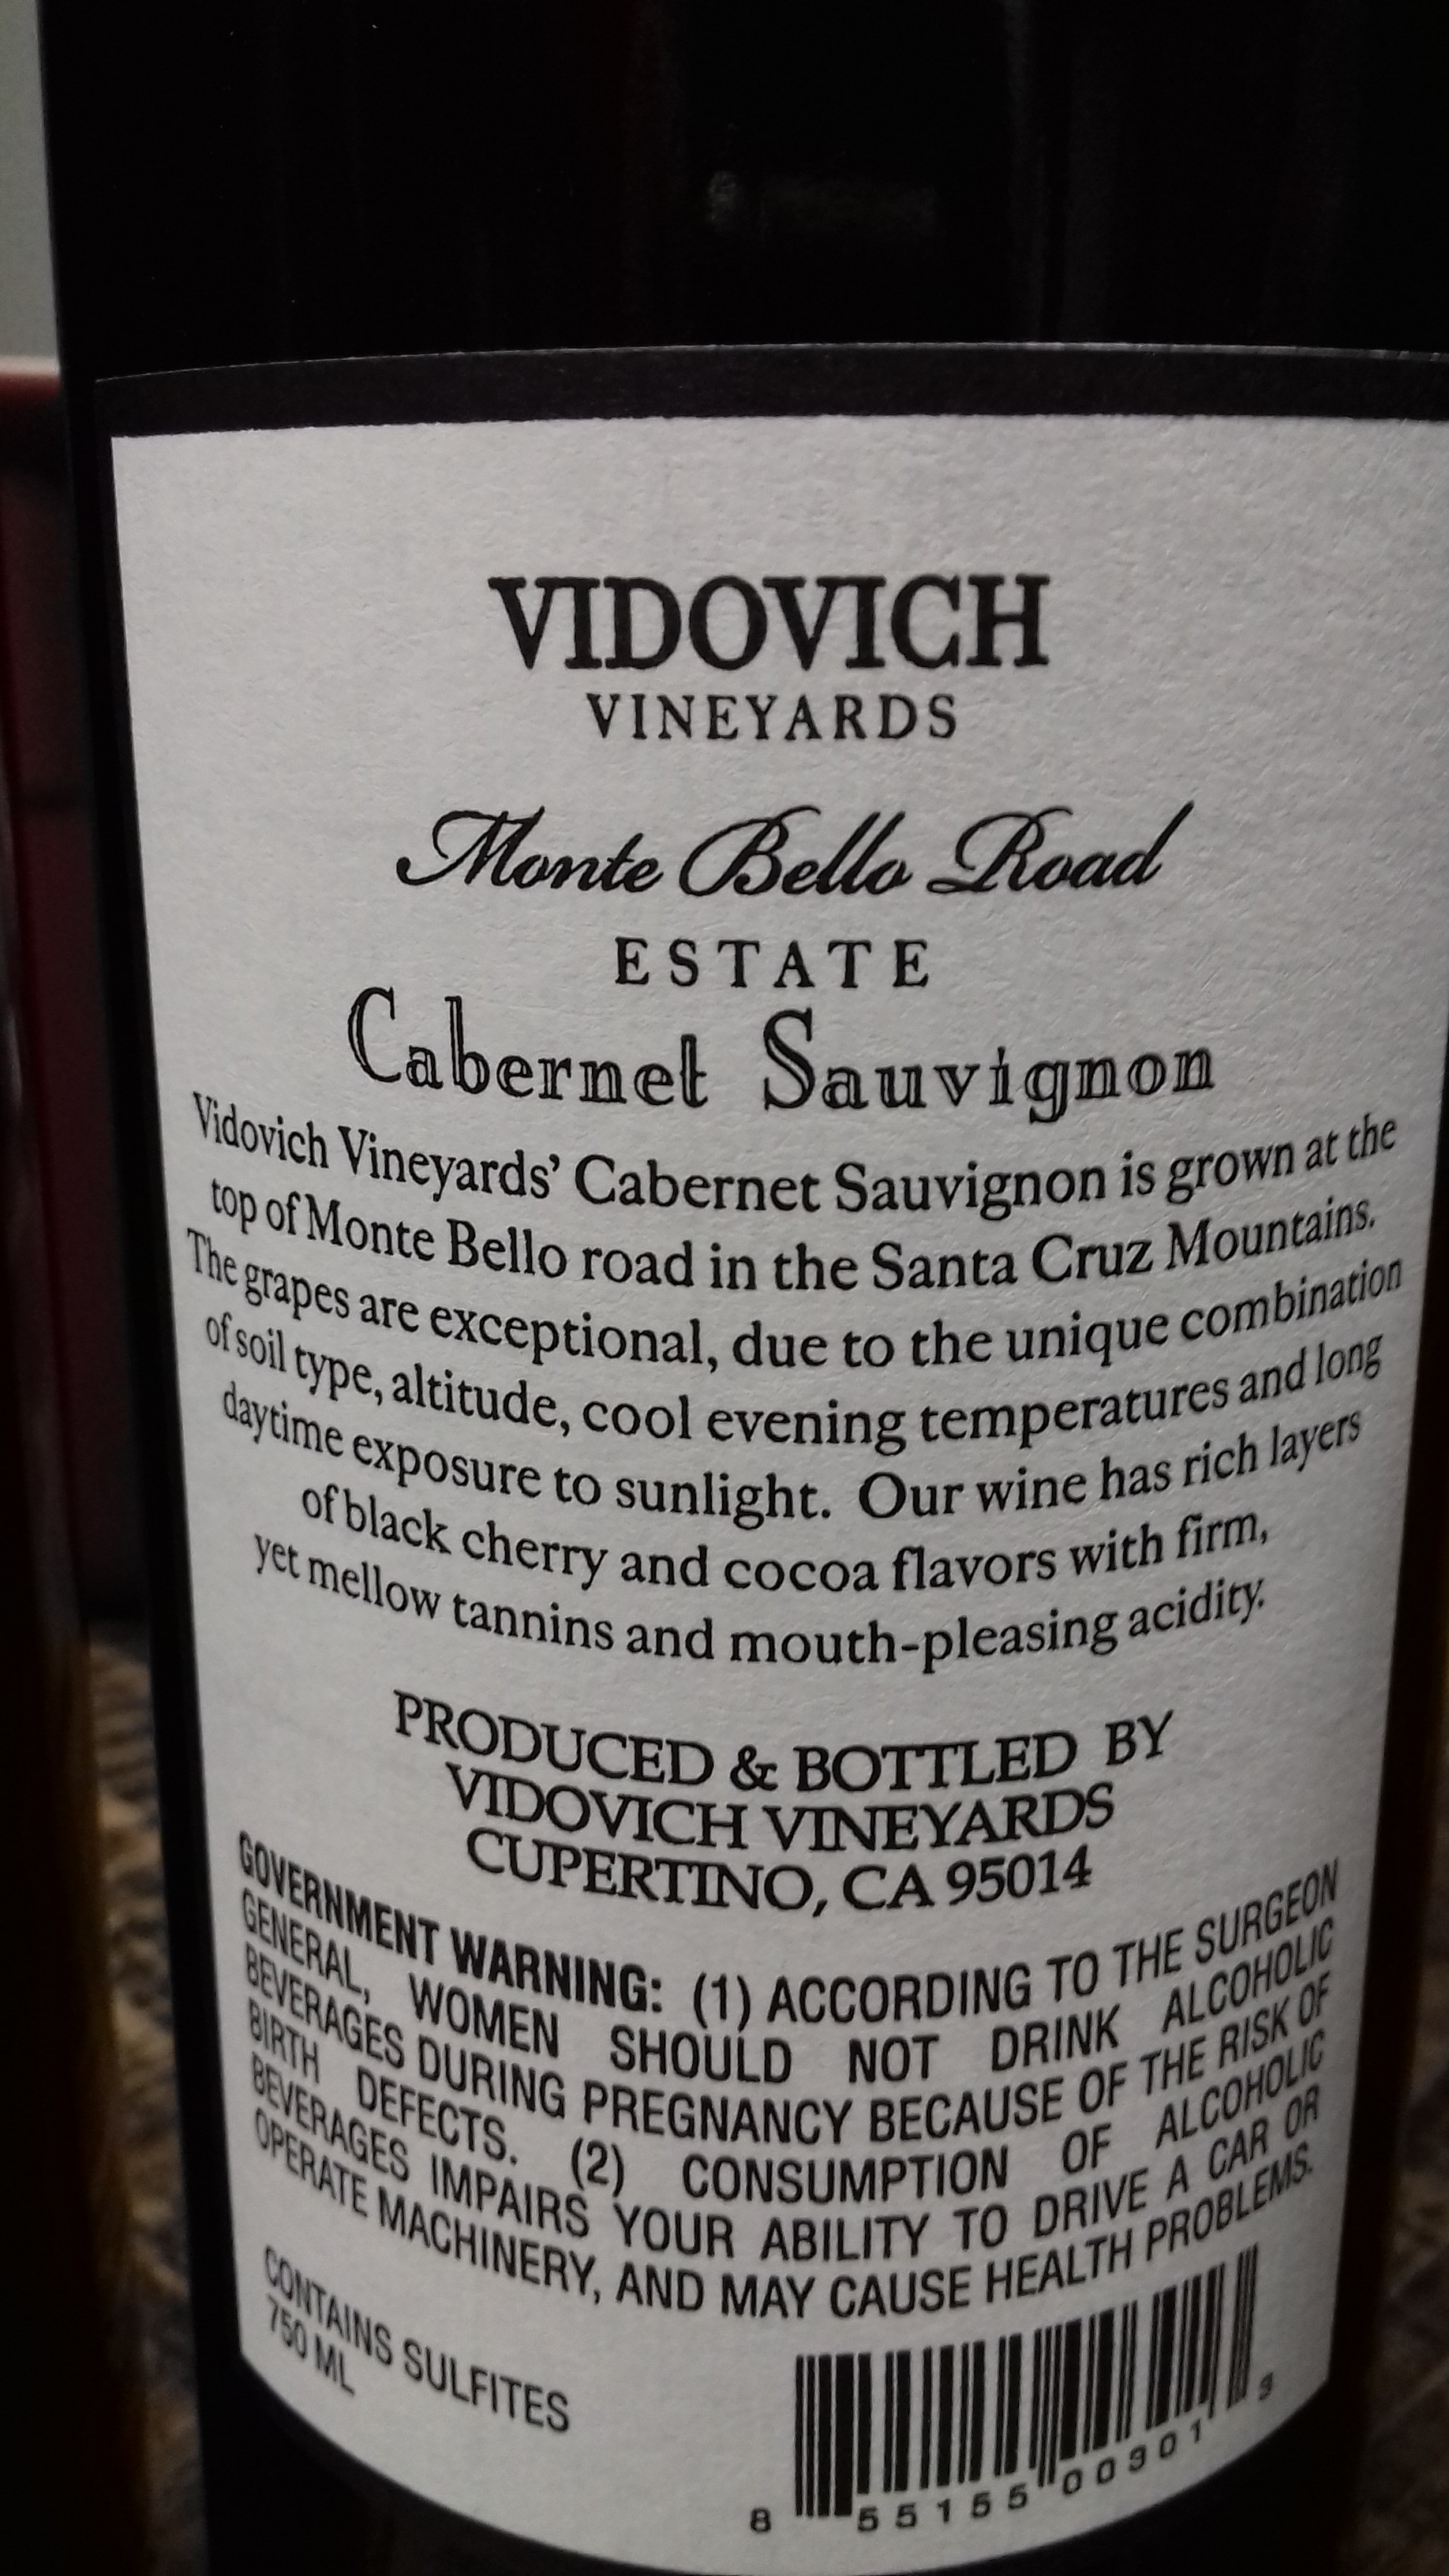 VIDOVICH
VINEYARDS
Monte Bello Road
ESTATE
Cabernet Sauvignon
Vidovich Vineyards' Cabernet Sauvignon is grown at the
top of Monte Bello road in the Santa Cruz Mountains.
The grapes are exceptional, due to the unique combination
of soil type, altitude, cool evening temperatures and long
daytime exposure to sunlight. Our wine has rich layers
of black cherry and cocoa flavors with firm,
yet mellow tannins and mouth-pleasing acidity.
PRODUCED & BOTTLED BY
VIDOVICH VINEYARDS
CUPERTINO, CA 95014
GOVERNMENT WARNING: (1) ACCORDING TO THE SURGEON
GENERAL, WOMEN SHOULD NOT DRINK ALCOHOLIC
BEVERAGES DURING PREGNANCY BECAUSE OF THE RISK OF
BIRTH DEFECTS. (2) CONSUMPTION OF ALCOHOLIC
BEVERAGES IMPAIRS YOUR ABILITY TO DRIVE A CAR OR
OPERATE MACHINERY, AND MAY CAUSE HEALTH PROBLEMS.
CONTAINS SULFITES
750 ML
8 55155 00301 3